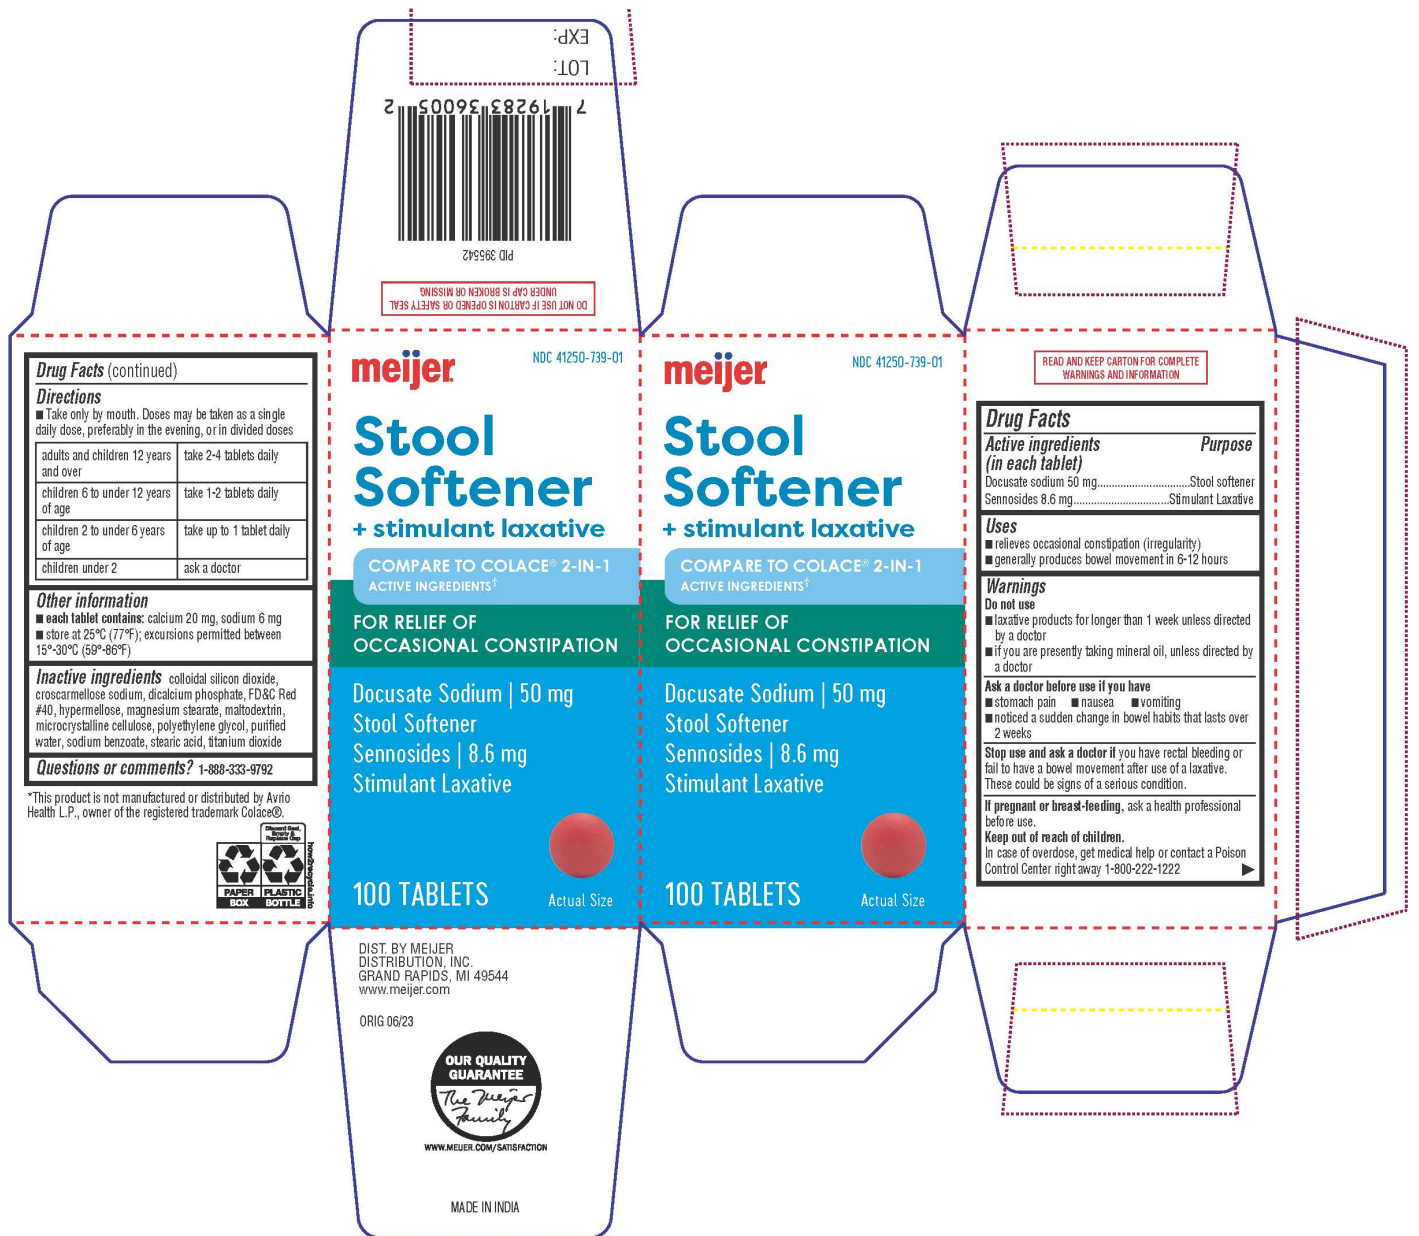 EXP:
LOT:
7 19283 36005 2
PID 395542
DO NOT USE IF CARTON IS OPENED OR SAFETY SEAL
UNDER CAP IS BROKEN OR MISSING
Drug Facts (continued)
Directions
■ Take only by mouth. Doses may be taken as a single
daily dose, preferably in the evening, or in divided doses
adults and children 12 years
and over
take 2-4 tablets daily
children 6 to under 12 years
of age
take 1-2 tablets daily
children 2 to under 6 years
of age
take up to 1 tablet daily
children under 2
ask a doctor
Other information
■ each tablet contains: calcium 20 mg, sodium 6 mg
■ store at 25°C (77°F); excursions permitted between
15°-30°C (59°-86°F)
Inactive ingredients colloidal silicon dioxide,
croscarmellose sodium, dicalcium phosphate, FD&C Red
#40, hypermellose, magnesium stearate, maltodextrin,
microcrystalline cellulose, polyethylene glycol, purified
water, sodium benzoate, stearic acid, titanium dioxide
Questions or comments? 1-888-333-9792
*This product is not manufactured or distributed by Avrio
Health L.P., owner of the registered trademark Colace®.
Discard Seal,
Empty &
Replace Cap
PAPER
BOX
PLASTIC
BOTTLE
how2recycle.info
meijer
NDC 41250-739-01
Stool
Softener
+ stimulant laxative
COMPARE TO COLACE® 2-IN-1
ACTIVE INGREDIENTS†
FOR RELIEF OF
OCCASIONAL CONSTIPATION
Docusate Sodium | 50 mg
Stool Softener
Sennosides | 8.6 mg
Stimulant Laxative
100 TABLETS
Actual Size
DIST. BY MEIJER
DISTRIBUTION, INC.
GRAND RAPIDS, MI 49544
www.meijer.com
ORIG 06/23
OUR QUALITY
GUARANTEE
The Meijer
Family
WWW.MEIJER.COM/SATISFACTION
MADE IN INDIA
meijer
NDC 41250-739-01
Stool
Softener
+ stimulant laxative
COMPARE TO COLACE® 2-IN-1
ACTIVE INGREDIENTS†
FOR RELIEF OF
OCCASIONAL CONSTIPATION
Docusate Sodium | 50 mg
Stool Softener
Sennosides | 8.6 mg
Stimulant Laxative
100 TABLETS
Actual Size
READ AND KEEP CARTON FOR COMPLETE
WARNINGS AND INFORMATION
Drug Facts
Active ingredients Purpose
(in each tablet)
Docusate sodium 50 mg...............................Stool softener
Sennosides 8.6 mg................................Stimulant Laxative
Uses
■ relieves occasional constipation (irregularity)
■ generally produces bowel movement in 6-12 hours
Warnings
Do not use
■ laxative products for longer than 1 week unless directed
by a doctor
■ if you are presently taking mineral oil, unless directed by
a doctor
Ask a doctor before use if you have
■ stomach pain ■ nausea ■ vomiting
■ noticed a sudden change in bowel habits that lasts over
2 weeks
Stop use and ask a doctor if you have rectal bleeding or
fail to have a bowel movement after use of a laxative.
These could be signs of a serious condition.
If pregnant or breast-feeding, ask a health professional
before use.
Keep out of reach of children.
In case of overdose, get medical help or contact a Poison
Control Center right away 1-800-222-1222